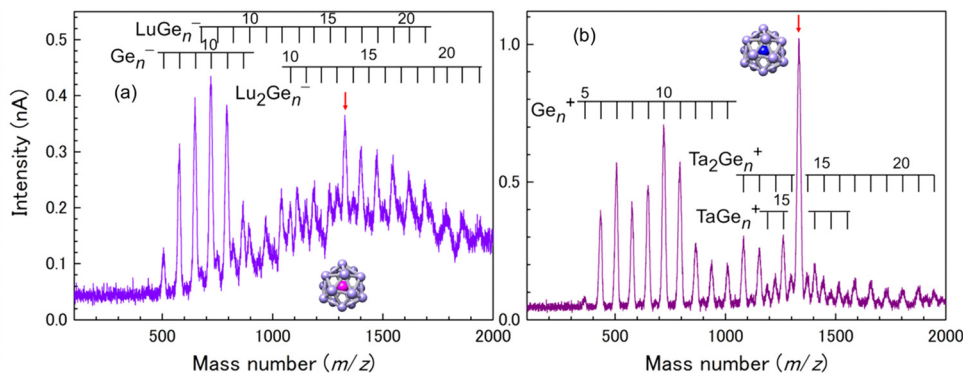 LuGeₙ⁻
10
15
20
Geₙ⁻
10
10
15
20
Lu₂Geₙ⁻
(a)
0.5
0.4
0.3
0.2
0.1
0.0
Intensity (nA)
500
1000
1500
2000
Mass number (m/z)
(b)
5
10
Geₙ⁺
Ta₂Geₙ⁺
15
20
TaGeₙ⁺
15
1.0
0.5
0.0
500
1000
1500
2000
Mass number (m/z)